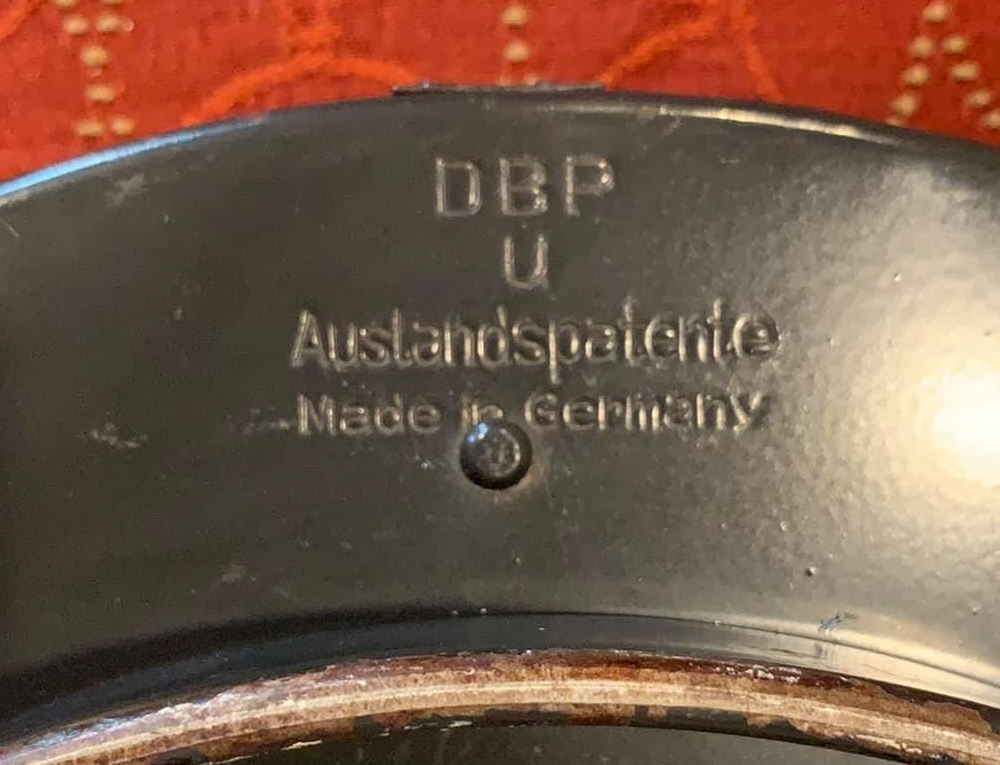 DBP
U
Auslandspatente
Made in Germany